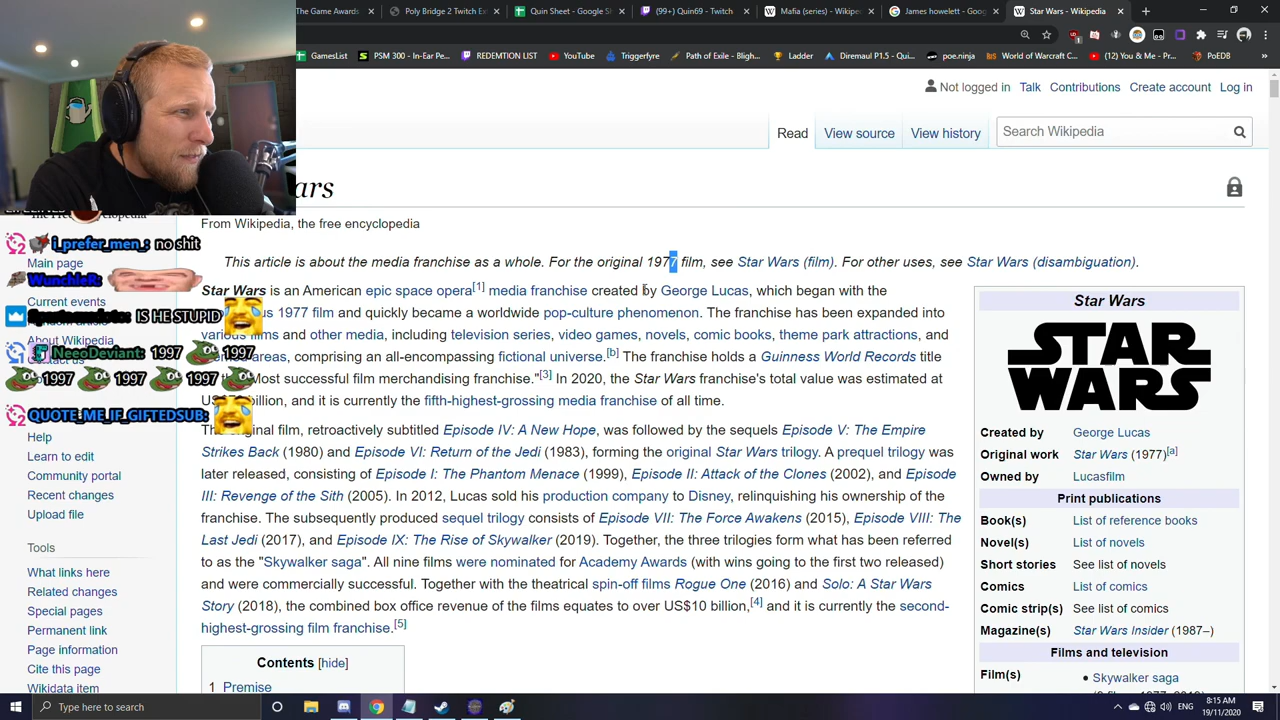 The Game Awards
Poly Bridge 2 Twitch Ex
Quin Sheet - Google S
(99+) Quin69 - Twitch
Mafia (series) - Wikipe
James howlett - Goo
Star Wars - Wikipedia
GamesList
PSM 300 - In-Ear Pe...
REDEMTION LIST
YouTube
Triggerfyre
Path of Exile - Bigh...
Ladder
Diremaul P1.5 - Qui...
poe.ninja
World of Warcraft C...
(12) You & Me - Pru...
PoEDB
Not logged in Talk Contributions Create account Log in
Read View source View history Search Wikipedia
ars
From Wikipedia, the free encyclopedia
This article is about the media franchise as a whole. For the original 1977 film, see Star Wars (film). For other uses, see Star Wars (disambiguation).
Star Wars is an American epic space opera[1] media franchise created by George Lucas, which began with the
1977 film and quickly became a worldwide pop-culture phenomenon. The franchise has been expanded into
various films and other media, including television series, video games, novels, comic books, theme park attractions, and
areas, comprising an all-encompassing fictional universe.[b] The franchise holds a Guinness World Records title
Most successful film merchandising franchise."[3] In 2020, the Star Wars franchise's total value was estimated at
billion, and it is currently the fifth-highest-grossing media franchise of all time.
The original film, retroactively subtitled Episode IV: A New Hope, was followed by the sequels Episode V: The Empire
Strikes Back (1980) and Episode VI: Return of the Jedi (1983), forming the original Star Wars trilogy. A prequel trilogy was
later released, consisting of Episode I: The Phantom Menace (1999), Episode II: Attack of the Clones (2002), and Episode
III: Revenge of the Sith (2005). In 2012, Lucas sold his production company to Disney, relinquishing his ownership of the
franchise. The subsequently produced sequel trilogy consists of Episode VII: The Force Awakens (2015), Episode VIII: The
Last Jedi (2017), and Episode IX: The Rise of Skywalker (2019). Together, the three trilogies form what has been referred
to as the "Skywalker saga". All nine films were nominated for Academy Awards (with wins going to the first two released)
and were commercially successful. Together with the theatrical spin-off films Rogue One (2016) and Solo: A Star Wars
Story (2018), the combined box office revenue of the films equates to over US$10 billion,[4] and it is currently the second-
highest-grossing film franchise.[5]
Contents [hide]
1 Premise
Star Wars
STAR
WARS
Created by George Lucas
Original work Star Wars (1977)[a]
Owned by Lucasfilm
Print publications
Book(s) List of reference books
Novel(s) List of novels
Short stories See list of novels
Comics List of comics
Comic strip(s) See list of comics
Magazine(s) Star Wars Insider (1987–)
Films and television
Film(s) • Skywalker saga
i_prefer_men_: no shit
Main page
WunchieR:
Current events
IS HE STUPID
About Wikipedia
NeeoDeviant: 1997 1997
1997 1997 1997
QUOTE_ME_IF_GIFTEDSUB:
Help
Learn to edit
Community portal
Recent changes
Upload file
Tools
What links here
Related changes
Special pages
Permanent link
Page information
Cite this page
Wikidata item
Type here to search
ENG
8:15 AM
19/11/2020